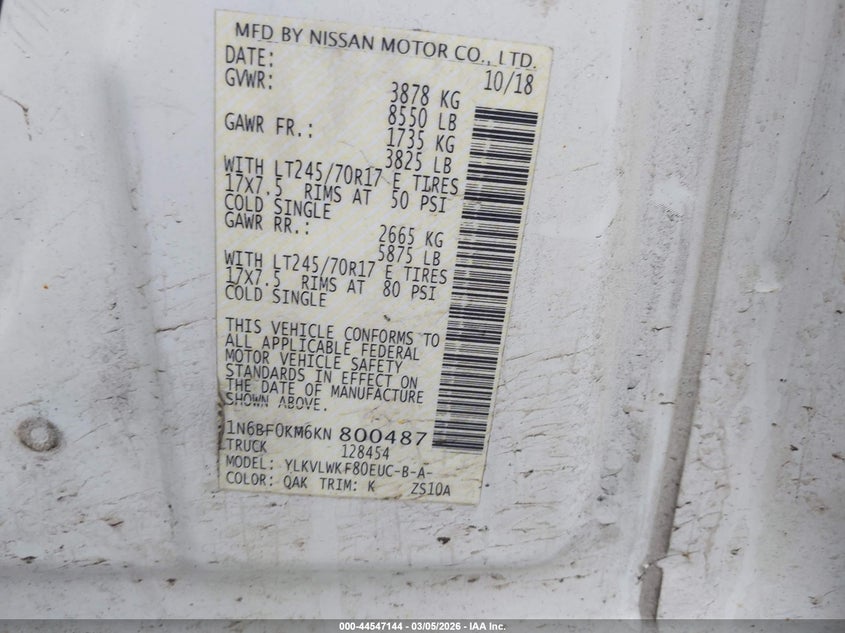 MFD BY NISSAN MOTOR CO., LTD.
DATE: 10/18
GVWR: 3878 KG
8550 LB
GAWR FR.: 1735 KG
3825 LB
WITH LT245/70R17 E TIRES
17X7.5 RIMS AT 50 PSI
COLD SINGLE
GAWR RR.: 2665 KG
5875 LB
WITH LT245/70R17 E TIRES
17X7.5 RIMS AT 80 PSI
COLD SINGLE
THIS VEHICLE CONFORMS TO
ALL APPLICABLE FEDERAL
MOTOR VEHICLE SAFETY
STANDARDS IN EFFECT ON
THE DATE OF MANUFACTURE
SHOWN ABOVE.
1N6BF0KM6KN 800487
TRUCK 128454
MODEL: YLKVLWKF80EUC-B-A-
COLOR: QAK TRIM: K ZS10A
000-44547144 - 03/05/2026 - IAA Inc.